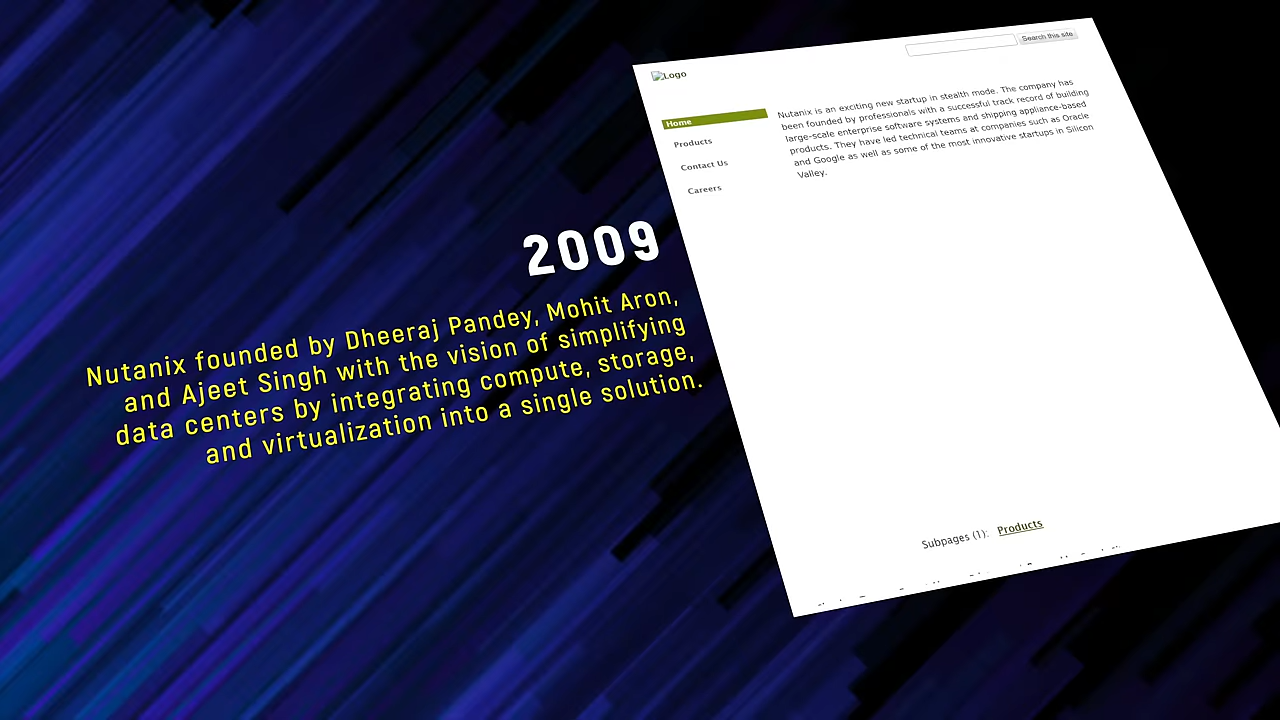 Search this site
Logo
Home
Products
Contact Us
Careers
Nutanix is an exciting new startup in stealth mode. The company has
been founded by professionals with a successful track record of building
large-scale enterprise software systems and shipping appliance-based
products. They have led technical teams at companies such as Oracle
and Google as well as some of the most innovative startups in Silicon
Valley.
2009
Nutanix founded by Dheeraj Pandey, Mohit Aron,
and Ajeet Singh with the vision of simplifying
data centers by integrating compute, storage,
and virtualization into a single solution.
Subpages (1): Products